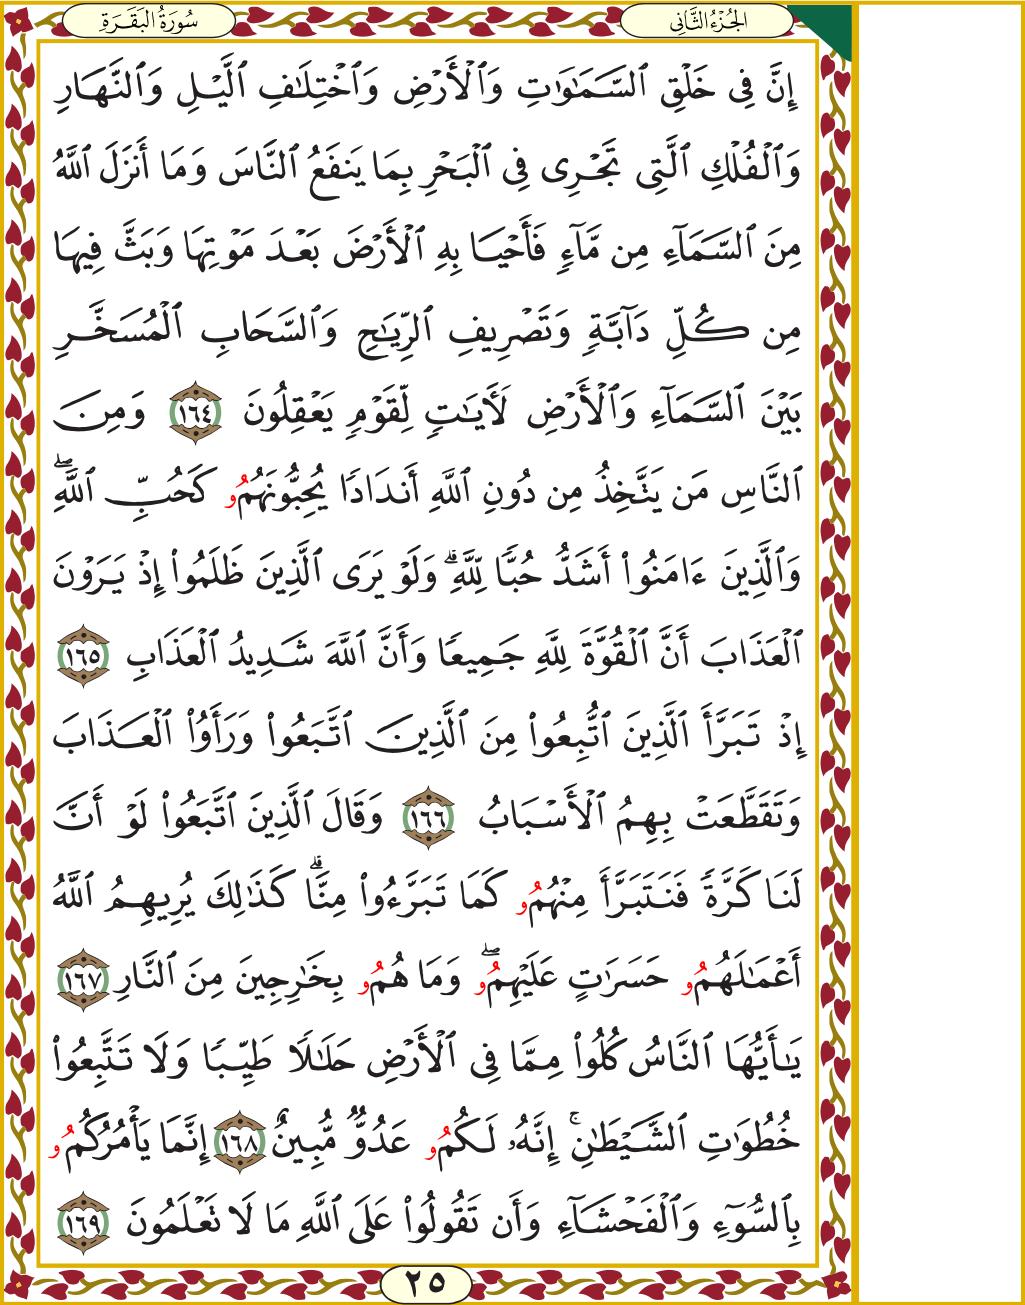 الجُزْءُ الثَّانِي
سُورَةُ البَقَرَةِ
إِنَّ فِى خَلْقِ ٱلسَّمَٰوَٰتِ وَٱلْأَرْضِ وَٱخْتِلَٰفِ ٱلَّيْلِ وَٱلنَّهَارِ
وَٱلْفُلْكِ ٱلَّتِى تَجْرِى فِى ٱلْبَحْرِ بِمَا يَنفَعُ ٱلنَّاسَ وَمَا أَنزَلَ ٱللَّهُ
مِنَ ٱلسَّمَآءِ مِن مَّآءٍ فَأَحْيَا بِهِ ٱلْأَرْضَ بَعْدَ مَوْتِهَا وَبَثَّ فِيهَا
مِن كُلِّ دَآبَّةٍ وَتَصْرِيفِ ٱلرِّيَٰحِ وَٱلسَّحَابِ ٱلْمُسَخَّرِ
بَيْنَ ٱلسَّمَآءِ وَٱلْأَرْضِ لَأَيَٰتٍ لِّقَوْمٍ يَعْقِلُونَ ١٦٤ وَمِنَ
ٱلنَّاسِ مَن يَتَّخِذُ مِن دُونِ ٱللَّهِ أَندَادًا يُحِبُّونَهُمُو كَحُبِّ ٱللَّهِۖ
وَٱلَّذِينَ ءَامَنُوا۟ أَشَدُّ حُبًّا لِّلَّهِۗ وَلَوْ يَرَى ٱلَّذِينَ ظَلَمُوا۟ إِذْ يَرَوْنَ
ٱلْعَذَابَ أَنَّ ٱلْقُوَّةَ لِلَّهِ جَمِيعًا وَأَنَّ ٱللَّهَ شَدِيدُ ٱلْعَذَابِ ١٦٥
إِذْ تَبَرَّأَ ٱلَّذِينَ ٱتُّبِعُوا۟ مِنَ ٱلَّذِينَ ٱتَّبَعُوا۟ وَرَأَوُا۟ ٱلْعَذَابَ
وَتَقَطَّعَتْ بِهِمُ ٱلْأَسْبَابُ ١٦٦ وَقَالَ ٱلَّذِينَ ٱتَّبَعُوا۟ لَوْ أَنَّ
لَنَا كَرَّةً فَنَتَبَرَّأَ مِنْهُمُو كَمَا تَبَرَّءُوا۟ مِنَّاۗ كَذَٰلِكَ يُرِيهِمُ ٱللَّهُ
أَعْمَٰلَهُمُو حَسَرَٰتٍ عَلَيْهِمُوۖ وَمَا هُمُو بِخَٰرِجِينَ مِنَ ٱلنَّارِ ١٦٧
يَٰأَيُّهَا ٱلنَّاسُ كُلُوا۟ مِمَّا فِى ٱلْأَرْضِ حَلَٰلًا طَيِّبًا وَلَا تَتَّبِعُوا۟
خُطُوَٰتِ ٱلشَّيْطَٰنِۚ إِنَّهُۥ لَكُمُو عَدُوٌّ مُّبِينٌ ١٦٨ إِنَّمَا يَأْمُرُكُمُو
بِٱلسُّوٓءِ وَٱلْفَحْشَآءِ وَأَن تَقُولُوا۟ عَلَى ٱللَّهِ مَا لَا تَعْلَمُونَ ١٦٩
٢٥